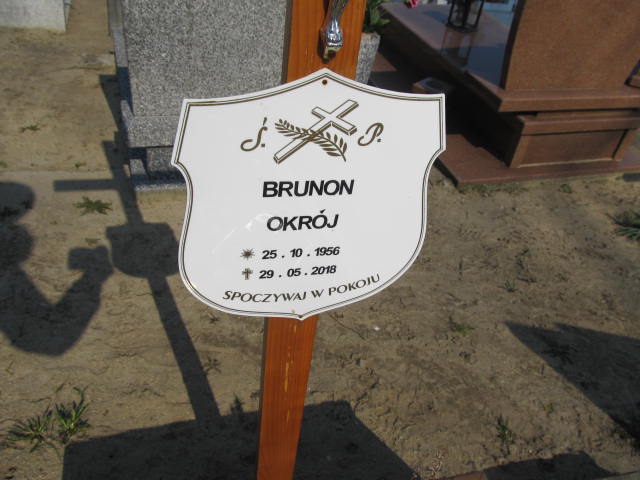 Ś. P.
BRUNON
OKRÓJ
25.10.1956
29.05.2018
SPOCZYWAJ W POKOJU